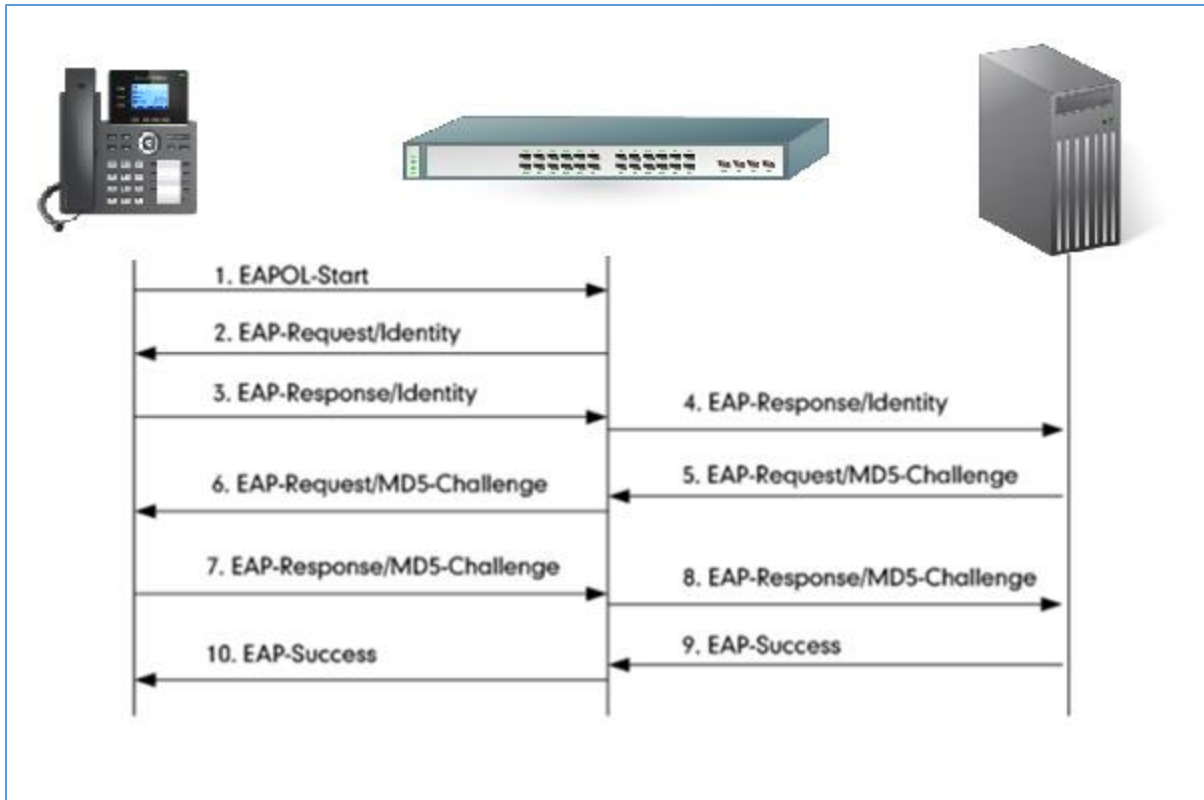 1. EAPOL-Start
2. EAP-Request/Identity
3. EAP-Response/Identity
4. EAP-Response/Identity
5. EAP-Request/MD5-Challenge
6. EAP-Request/MD5-Challenge
7. EAP-Response/MD5-Challenge
8. EAP-Response/MD5-Challenge
9. EAP-Success
10. EAP-Success